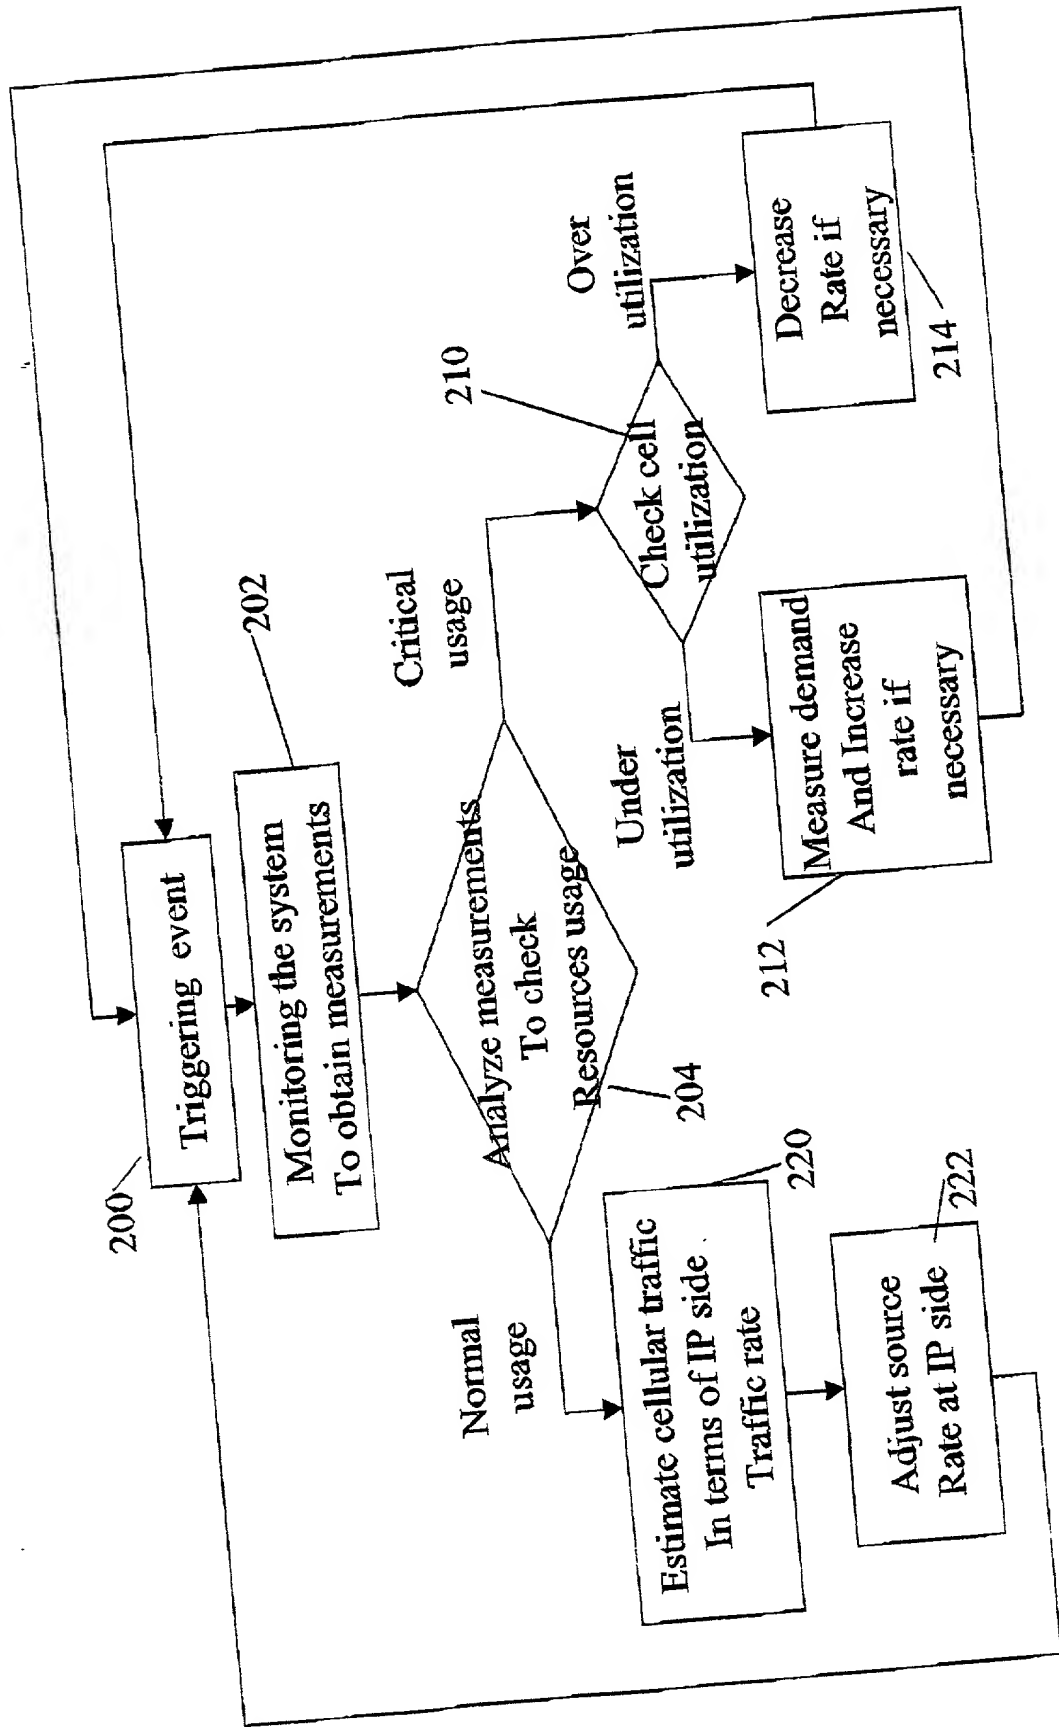 200
Triggering event
202
Monitoring the system
To obtain measurements
Analyze measurements
To check
Resources usage
204
Normal
usage
Critical
usage
Estimate cellular traffic
In terms of IP side
Traffic rate
220
Adjust source
Rate at IP side
222
210
Check cell
utilization
Under
utilization
Over
utilization
212
Measure demand
And Increase
rate if
necessary
Decrease
Rate if
necessary
214